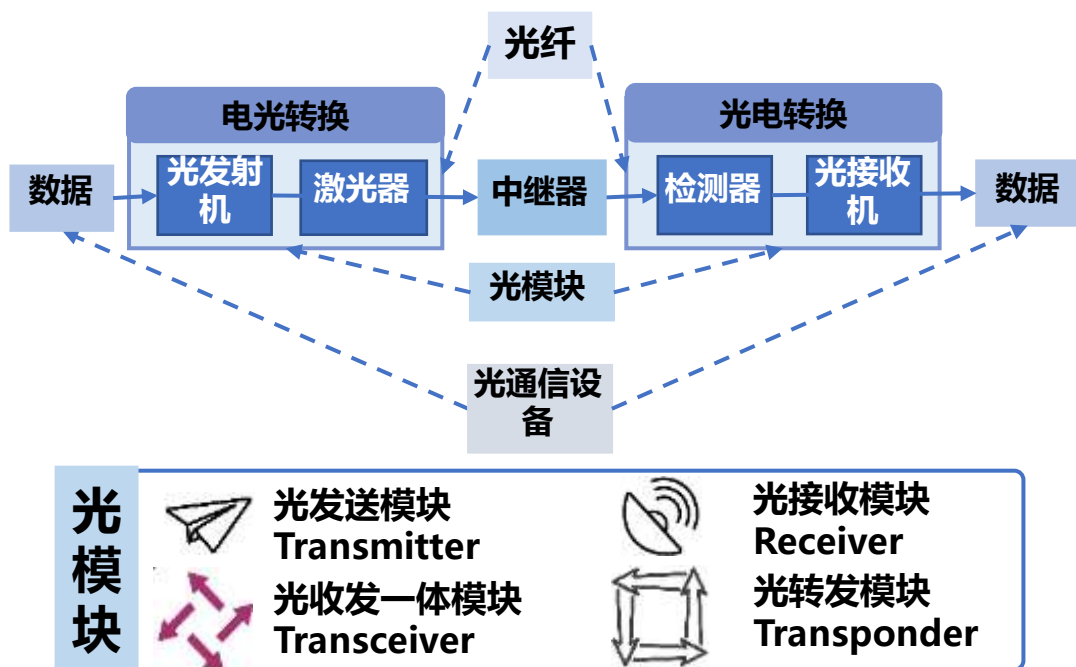 光纤
电光转换
光电转换
数据
光发射
机
激光器
中继器
检测器
光接收
机
数据
光模块
光通信设
备
光
模
块
光发送模块
Transmitter
光接收模块
Receiver
光收发一体模块
Transceiver
光转发模块
Transponder